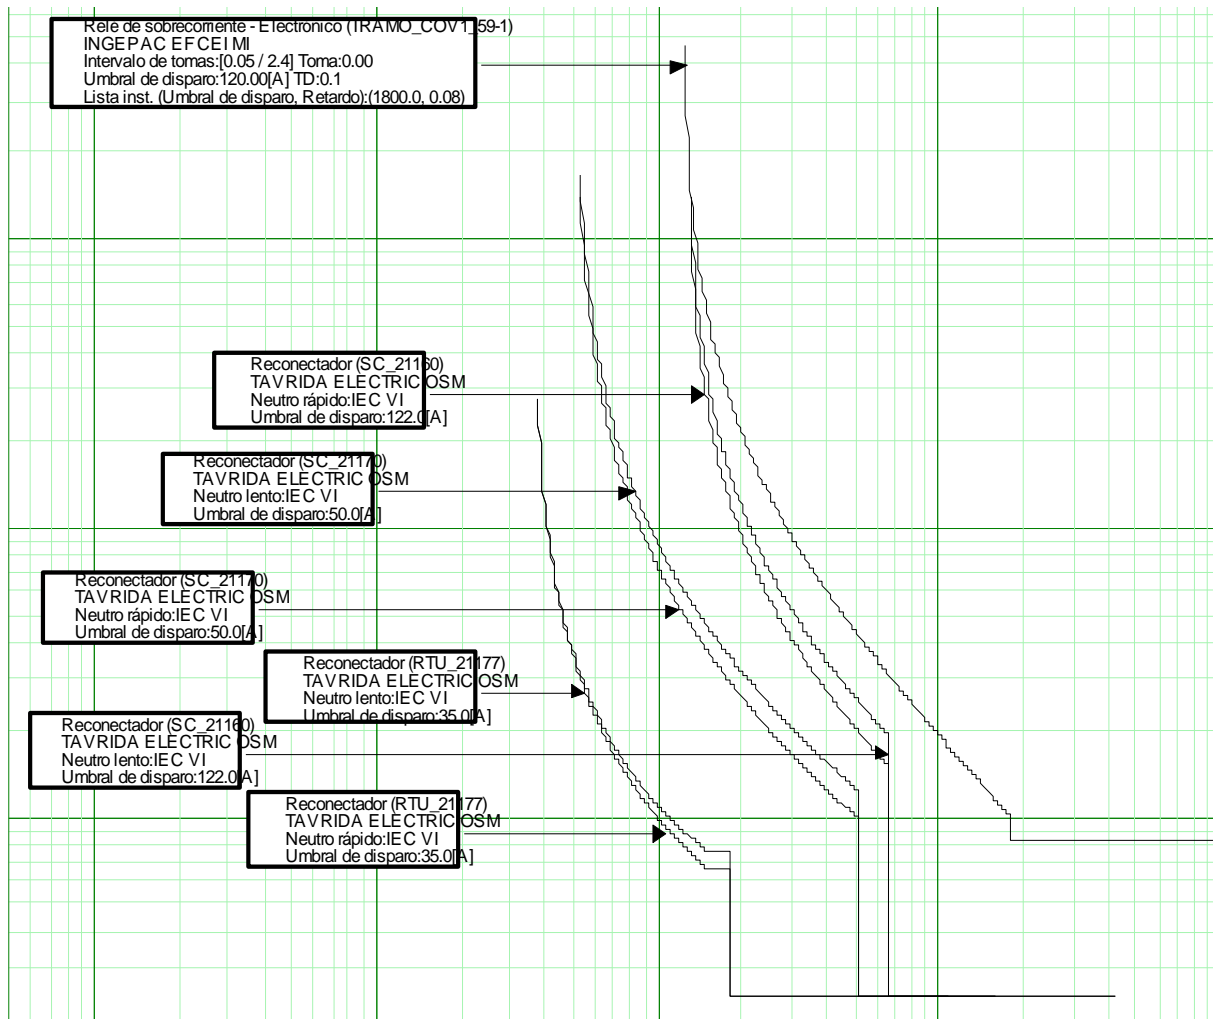 Rele de sobrecorriente - Electrónico (TRAMO_COV1_59-1)
INGEPAC EFCEIMI
Intervalo de tomas:[0.05 / 2.4] Toma:0.00
Umbral de disparo:120.00[A] TD:0.1
Lista inst. (Umbral de disparo, Retardo):(1800.0, 0.08)
Reconectador (SC_21160)
TAVRIDA ELECTRIC OSM
Neutro rápido:IEC VI
Umbral de disparo:122.0[A]
Reconectador (SC_21170)
TAVRIDA ELECTRIC OSM
Neutro lento:IEC VI
Umbral de disparo:50.0[A]
Reconectador (SC_21170)
TAVRIDA ELECTRIC OSM
Neutro rápido:IEC VI
Umbral de disparo:50.0[A]
Reconectador (RTU_21177)
TAVRIDA ELECTRIC OSM
Neutro lento:IEC VI
Umbral de disparo:35.0[A]
Reconectador (SC_21160)
TAVRIDA ELECTRIC OSM
Neutro lento:IEC VI
Umbral de disparo:122.0[A]
Reconectador (RTU_21177)
TAVRIDA ELECTRIC OSM
Neutro rápido:IEC VI
Umbral de disparo:35.0[A]